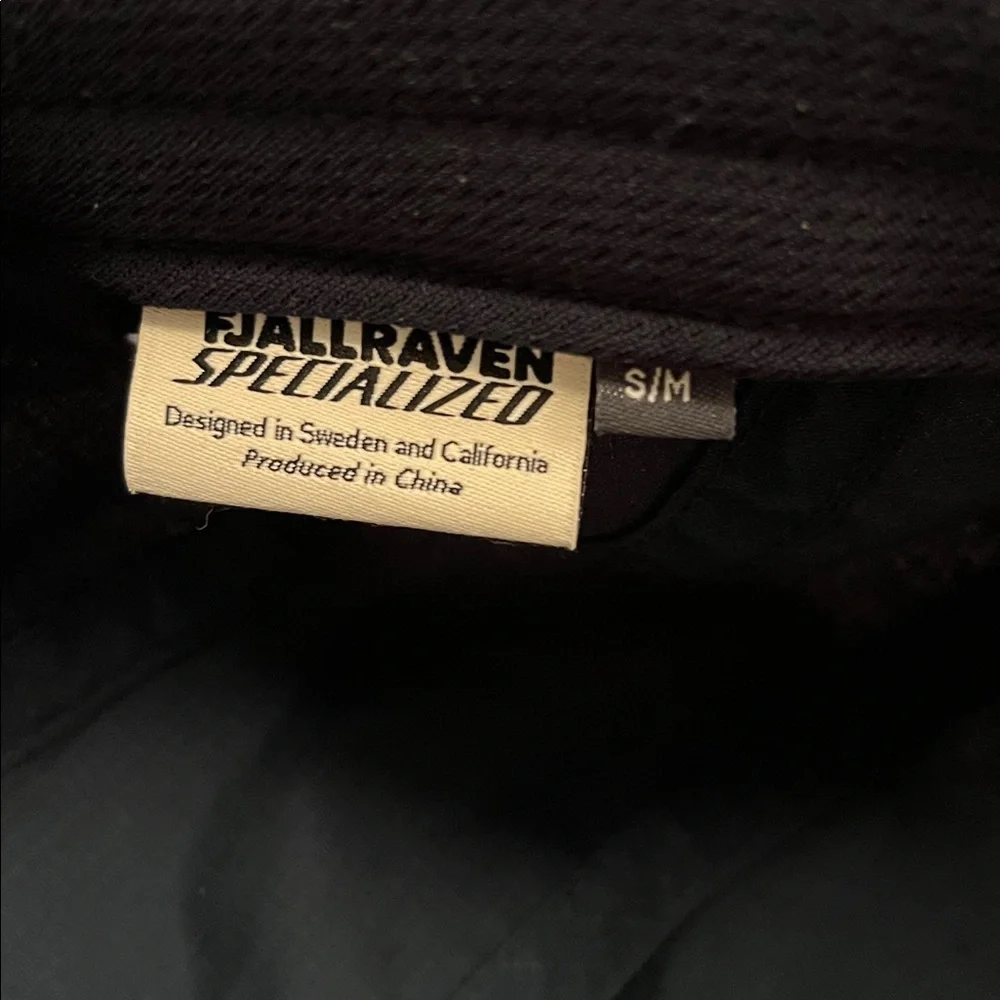 FJALLRAVEN
SPECIALIZED
Designed in Sweden and California
Produced in China
S/M